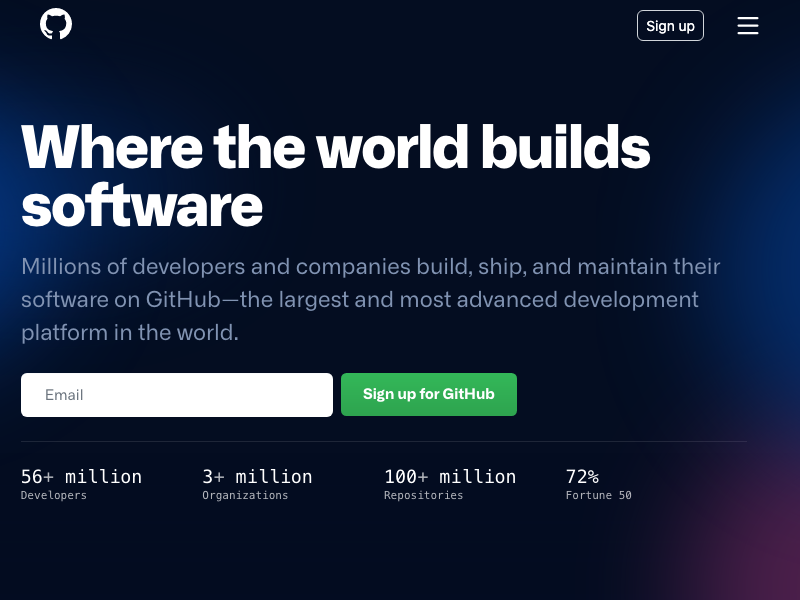 Sign up
Where the world builds
software
Millions of developers and companies build, ship, and maintain their
software on GitHub—the largest and most advanced development
platform in the world.
Email
Sign up for GitHub
56+ million
Developers
3+ million
Organizations
100+ million
Repositories
72%
Fortune 50